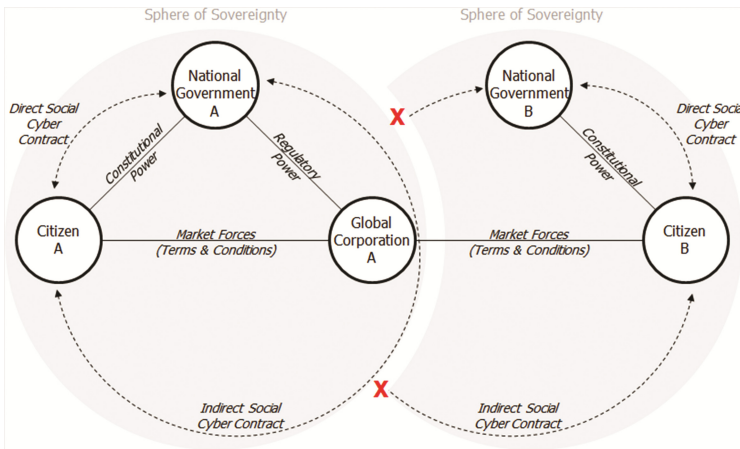 Sphere of Sovereignty
Sphere of Sovereignty
National
Government
A
National
Government
B
Direct Social
Cyber
Contract
Direct Social
Cyber
Contract
Constitutional
Power
Regulatory
Power
Constitutional
Power
X
Citizen
A
Market Forces
(Terms & Conditions)
Global
Corporation
A
Market Forces
(Terms & Conditions)
Citizen
B
X
Indirect Social
Cyber Contract
Indirect Social
Cyber Contract